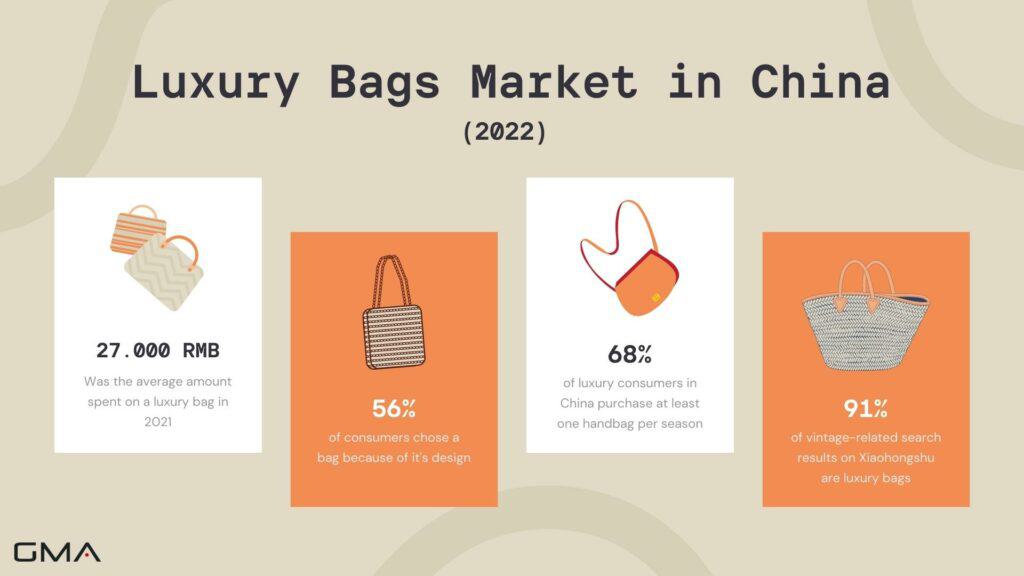 Luxury Bags Market in China
(2022)
27.000 RMB
Was the average amount
spent on a luxury bag in
2021
56%
of consumers chose a
bag because of it's design
68%
of luxury consumers in
China purchase at least
one handbag per season
91%
of vintage-related search
results on Xiaohongshu
are luxury bags
GMA